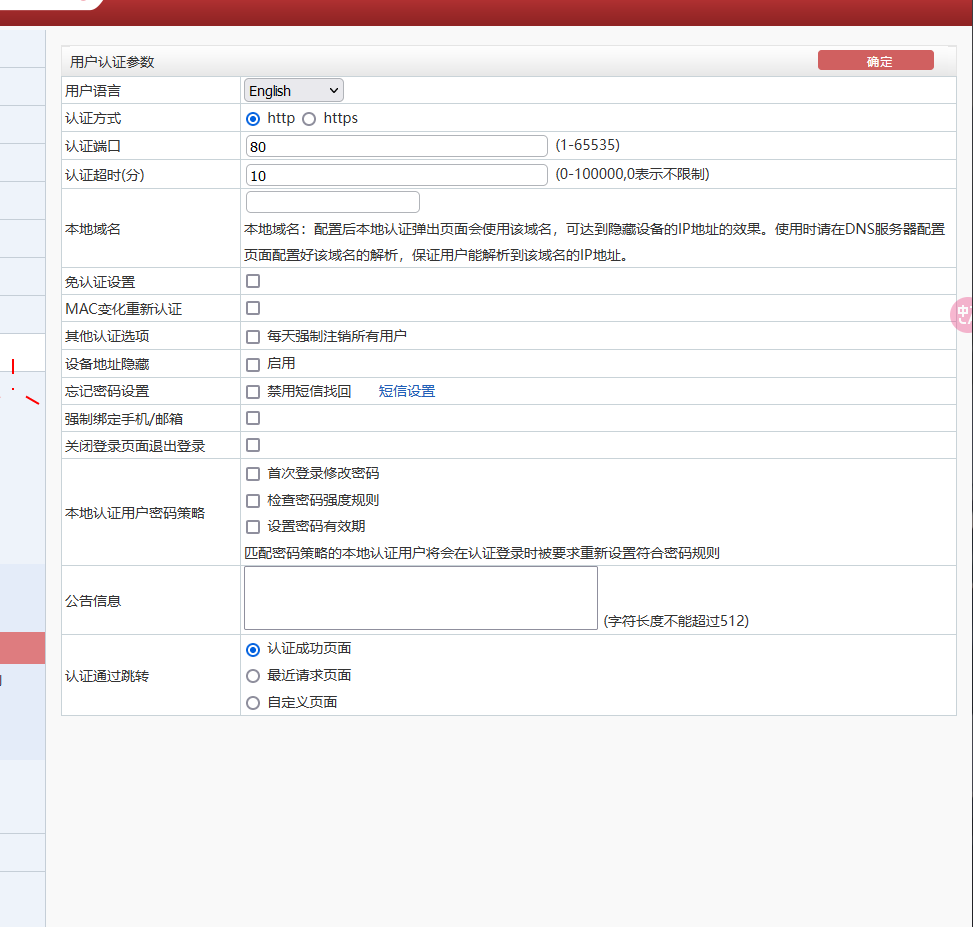 用户认证参数 确定
用户语言 English
认证方式 http https
认证端口 80 (1-65535)
认证超时(分) 10 (0-100000,0表示不限制)
本地域名
本地域名：配置后本地认证弹出页面会使用该域名，可达到隐藏设备的IP地址的效果。使用时请在DNS服务器配置
页面配置好该域名的解析，保证用户能解析到该域名的IP地址。
免认证设置
MAC变化重新认证
其他认证选项 每天强制注销所有用户
设备地址隐藏 启用
忘记密码设置 禁用短信找回 短信设置
强制绑定手机/邮箱
关闭登录页面退出登录
本地认证用户密码策略
首次登录修改密码
检查密码强度规则
设置密码有效期
匹配密码策略的本地认证用户将会在认证登录时被要求重新设置符合密码规则
公告信息 (字符长度不能超过512)
认证通过跳转
认证成功页面
最近请求页面
自定义页面